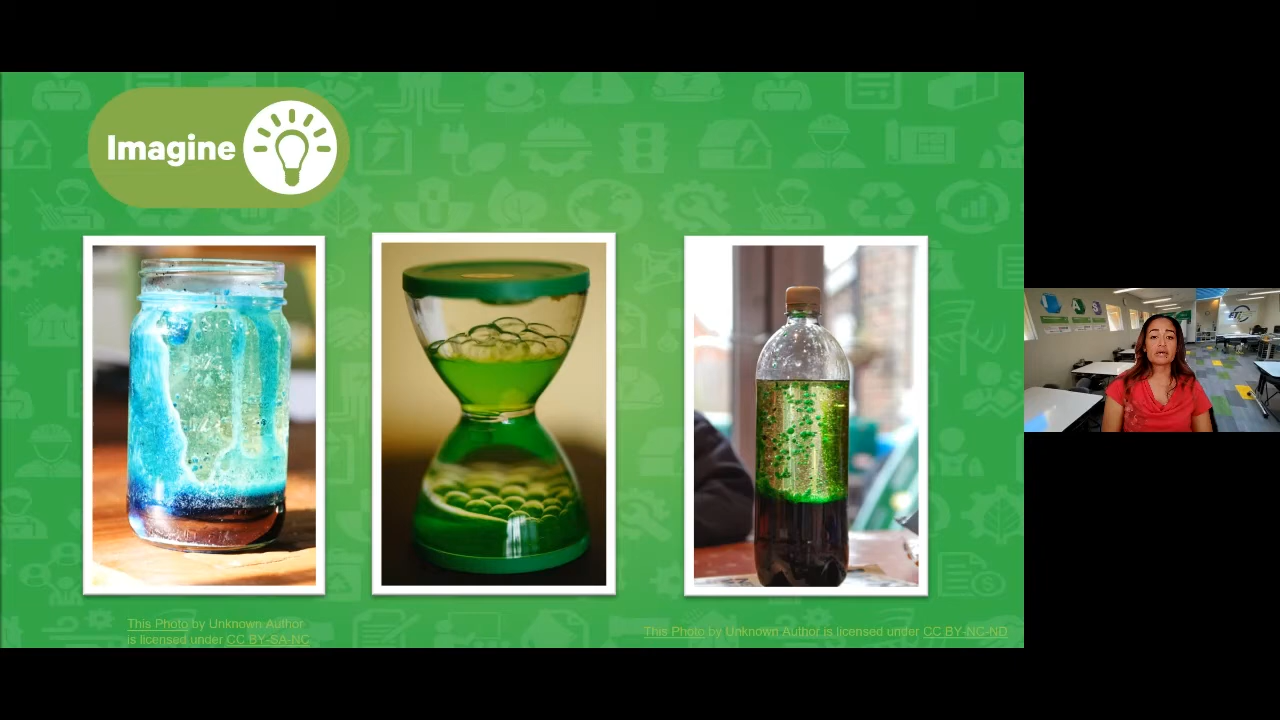 Imagine
This Photo by Unknown Author
is licensed under CC BY-SA-NC
This Photo by Unknown Author is licensed under CC BY-NC-ND